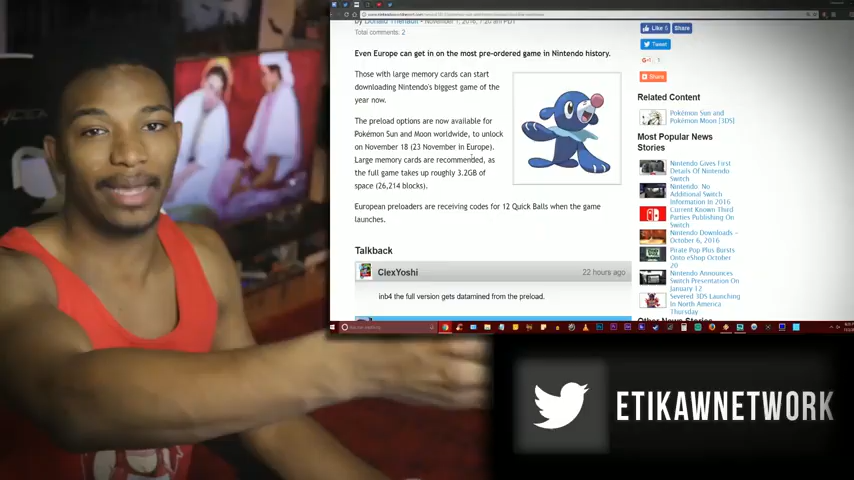 by Donald Theriault - November 1, 2016,
Total comments: 2
Even Europe can get in on the most pre-ordered game in Nintendo history.
Those with large memory cards can start
downloading Nintendo's biggest game of the
year now.
The preload options are now available for
Pokémon Sun and Moon worldwide, to unlock
on November 18 (23 November in Europe).
Large memory cards are recommended, as
the full game takes up roughly 3.2GB of
space (26,214 blocks).
European preloaders are receiving codes for 12 Quick Balls when the game
launches.
Talkback
ClexYoshi
22 hours ago
inb4 the full version gets datamined from the preload.
Like 6
Share
Tweet
Share
Related Content
Pokémon Sun and
Pokémon Moon [3DS]
Most Popular News
Stories
Nintendo Gives First
Details Of Nintendo
Switch
Nintendo: No
Additional Switch
Information In 2016
Current Known Third
Parties Publishing On
Switch
Nintendo Downloads -
October 6, 2016
Pirate Pop Plus Bursts
Onto eShop October
20
Nintendo Announces
Switch Presentation On
January 12
Severed 3DS Launching
In North America
Thursday
Other News Stories
ETIKAWNETWORK